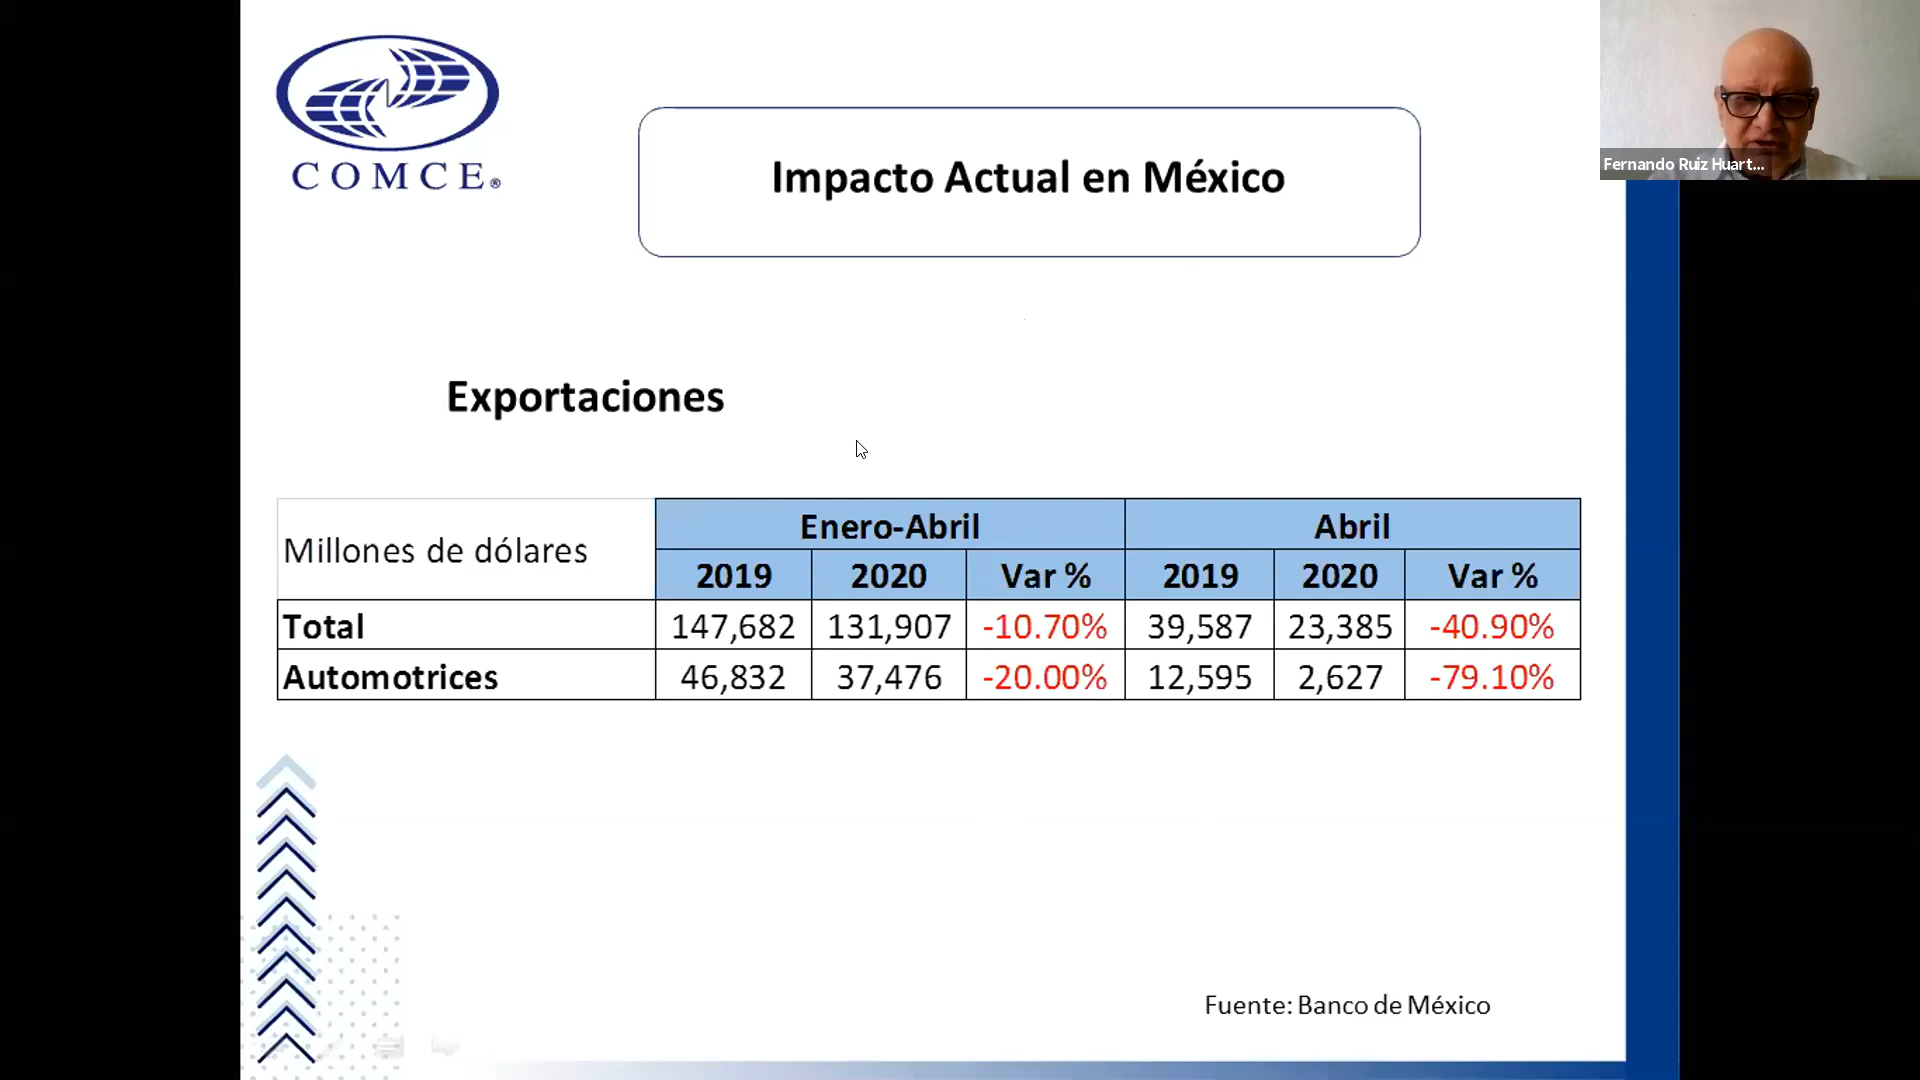 COMCE®
Impacto Actual en México
Fernando Ruiz Huart...
Exportaciones
Millones de dólares
Enero-Abril
Abril
2019 2020 Var % 2019 2020 Var %
Total 147,682 131,907 -10.70% 39,587 23,385 -40.90%
Automotrices 46,832 37,476 -20.00% 12,595 2,627 -79.10%
Fuente: Banco de México